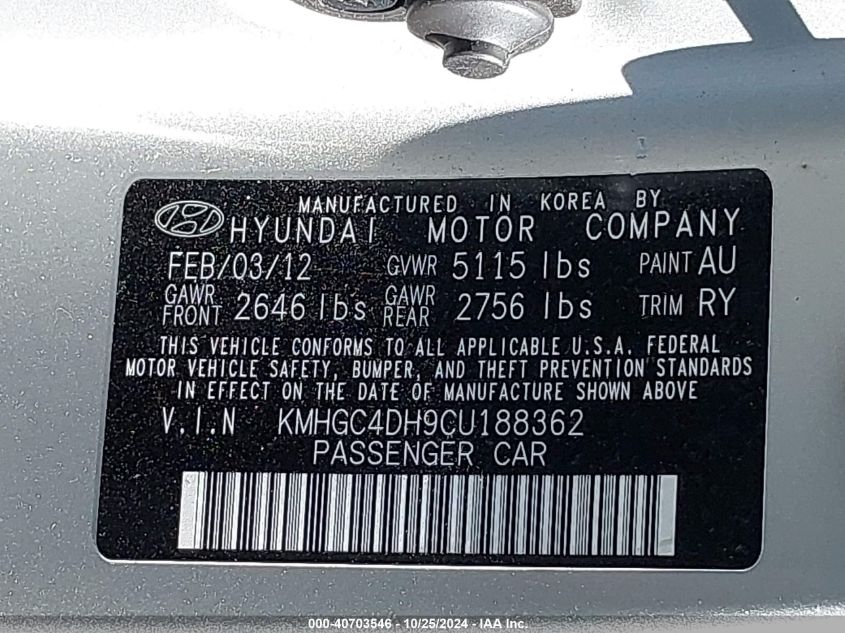 MANUFACTURED IN KOREA BY
HYUNDAI MOTOR COMPANY
FEB/03/12 GVWR 5115 lbs PAINT AU
GAWR FRONT 2646 lbs GAWR REAR 2756 lbs TRIM RY
THIS VEHICLE CONFORMS TO ALL APPLICABLE U.S.A. FEDERAL
MOTOR VEHICLE SAFETY, BUMPER, AND THEFT PREVENTION STANDARDS
IN EFFECT ON THE DATE OF MANUFACTURE SHOWN ABOVE
V.I.N KMHGC4DH9CU188362
PASSENGER CAR
000-40703546 - 10/25/2024 - IAA Inc.